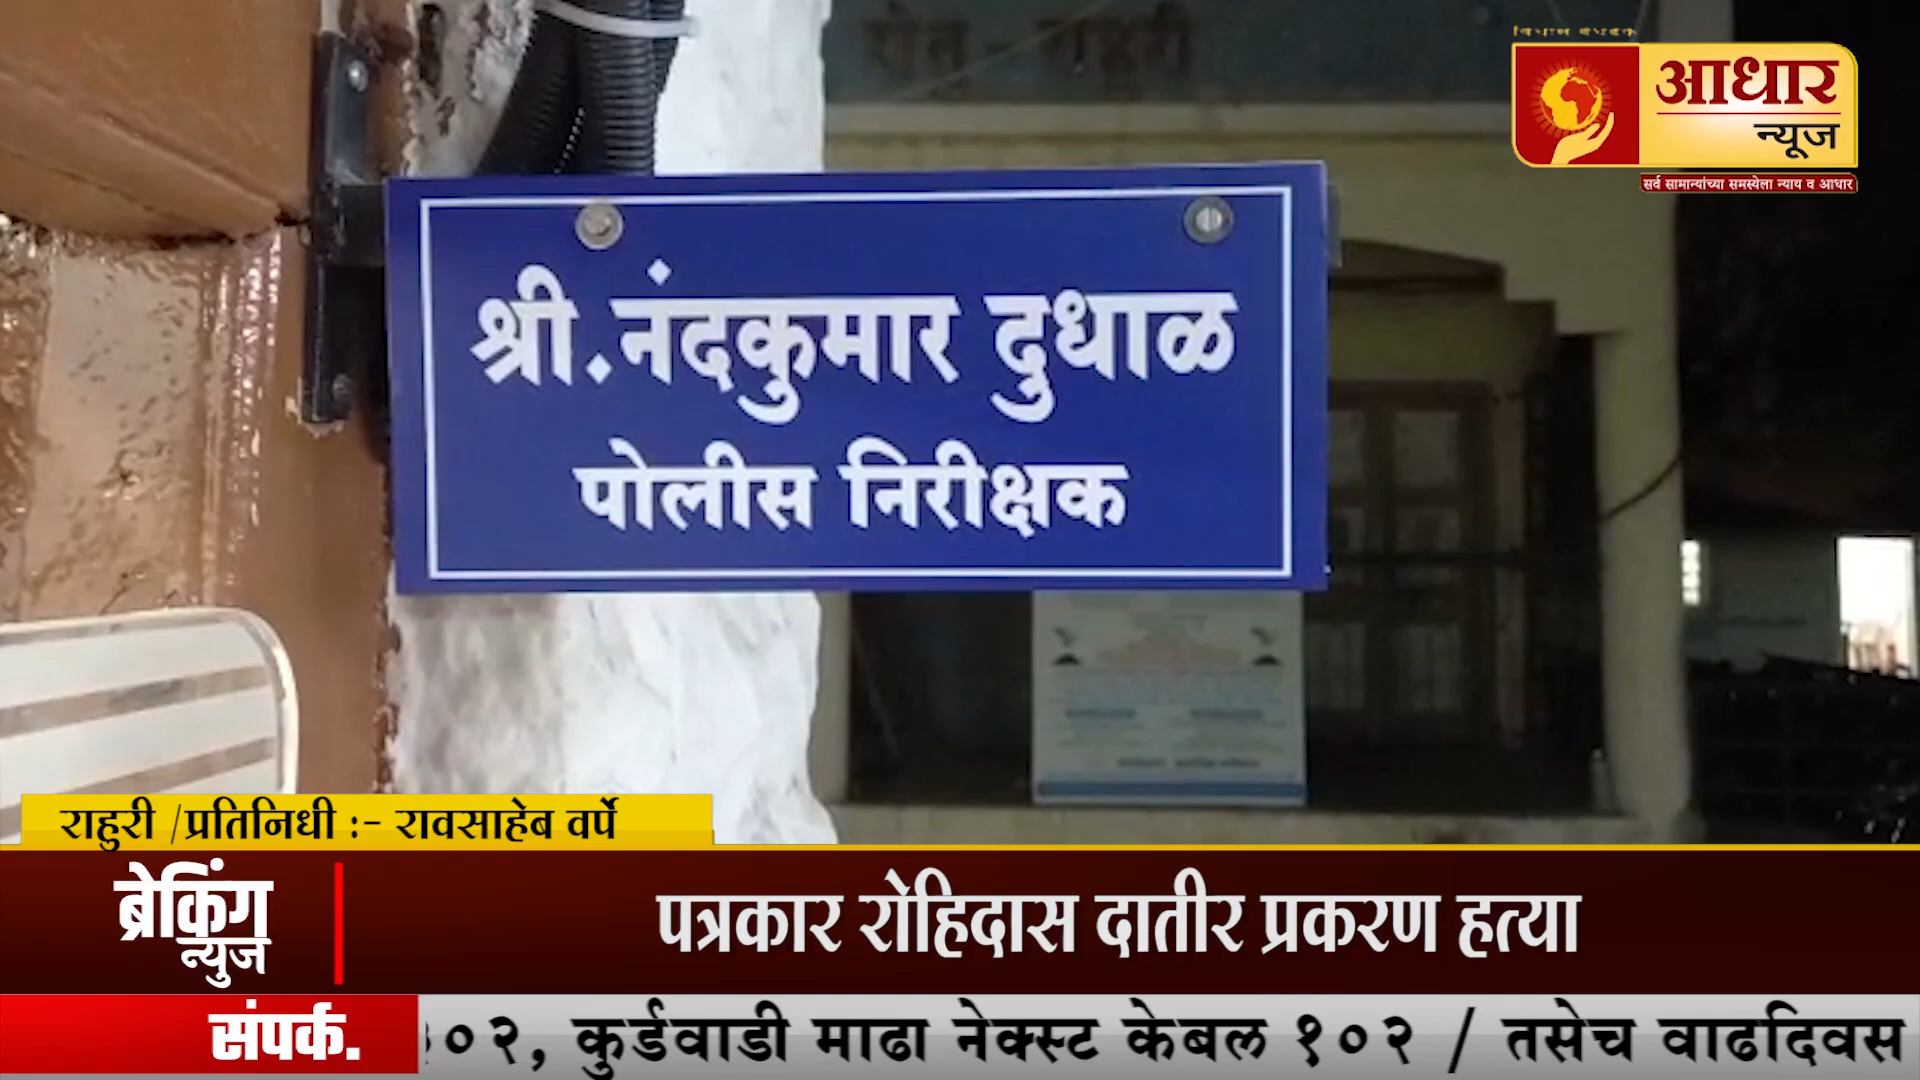 आधार
न्यूज
सर्व सामान्यांच्या समस्येला न्याय व आधार
श्री.नंदकुमार दुधाळ
पोलीस निरीक्षक
राहुरी /प्रतिनिधी :- रावसाहेब वर्पे
ब्रेकिंग
न्युज
पत्रकार रोहिदास दातीर प्रकरण हत्या
संपर्क.
०२, कुर्डवाडी माढा नेक्स्ट केबल १०२ / तसेच वाढदिवस